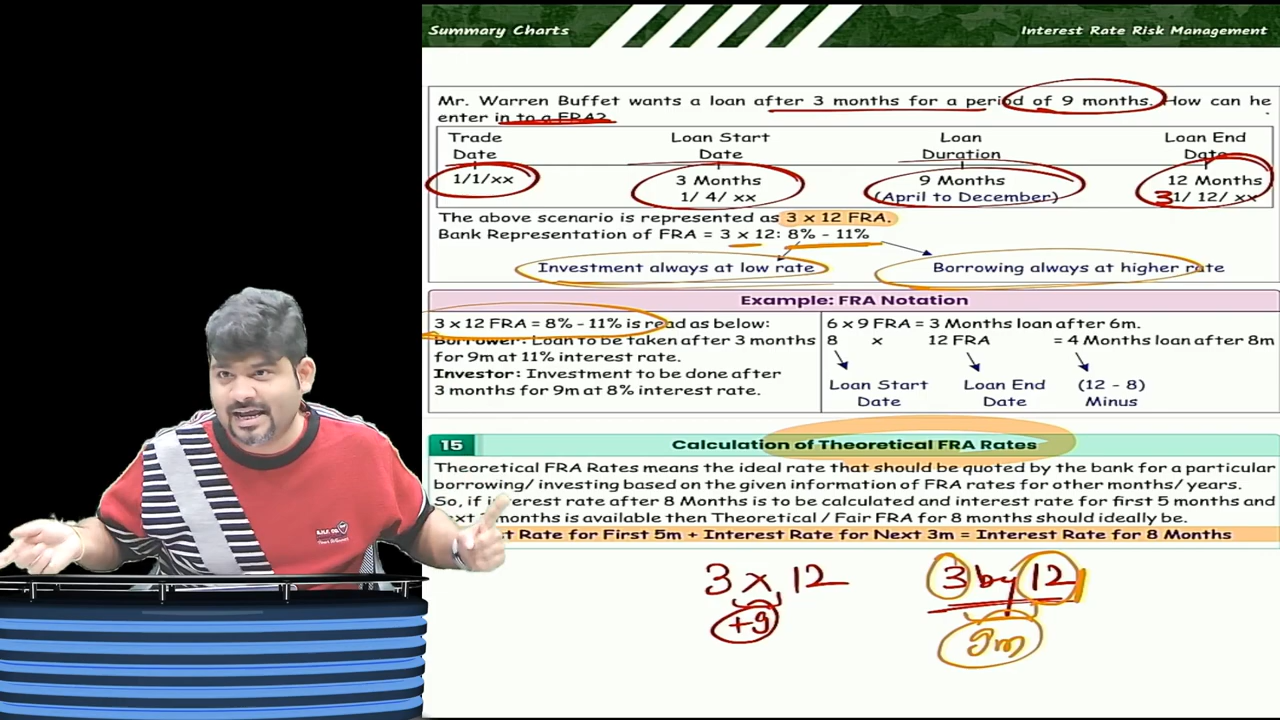 Summary Charts
Interest Rate Risk Management
Mr. Warren Buffet wants a loan after 3 months for a period of 9 months. How can he
enter in to a FRA?
Trade Date
Loan Start Date
Loan Duration
Loan End Date
1/1/xx
3 Months
1/ 4/ xx
9 Months
(April to December)
12 Months
31/ 12/ xx
The above scenario is represented as 3 x 12 FRA.
Bank Representation of FRA = 3 x 12: 8% - 11%
Investment always at low rate
Borrowing always at higher rate
Example: FRA Notation
3 x 12 FRA = 8% - 11% is read as below:
Borrower: Loan to be taken after 3 months
for 9m at 11% interest rate.
Investor: Investment to be done after
3 months for 9m at 8% interest rate.
6 x 9 FRA = 3 Months loan after 6m.
8 x 12 FRA = 4 Months loan after 8m
Loan Start Date
Loan End Date
(12 - 8) Minus
15
Calculation of Theoretical FRA Rates
Theoretical FRA Rates means the ideal rate that should be quoted by the bank for a particular
borrowing/ investing based on the given information of FRA rates for other months/ years.
So, if interest rate after 8 Months is to be calculated and interest rate for first 5 months and
next 3 months is available then Theoretical / Fair FRA for 8 months should ideally be.
Rate for First 5m + Interest Rate for Next 3m = Interest Rate for 8 Months
3 x 12
+9
3 by 12
9m